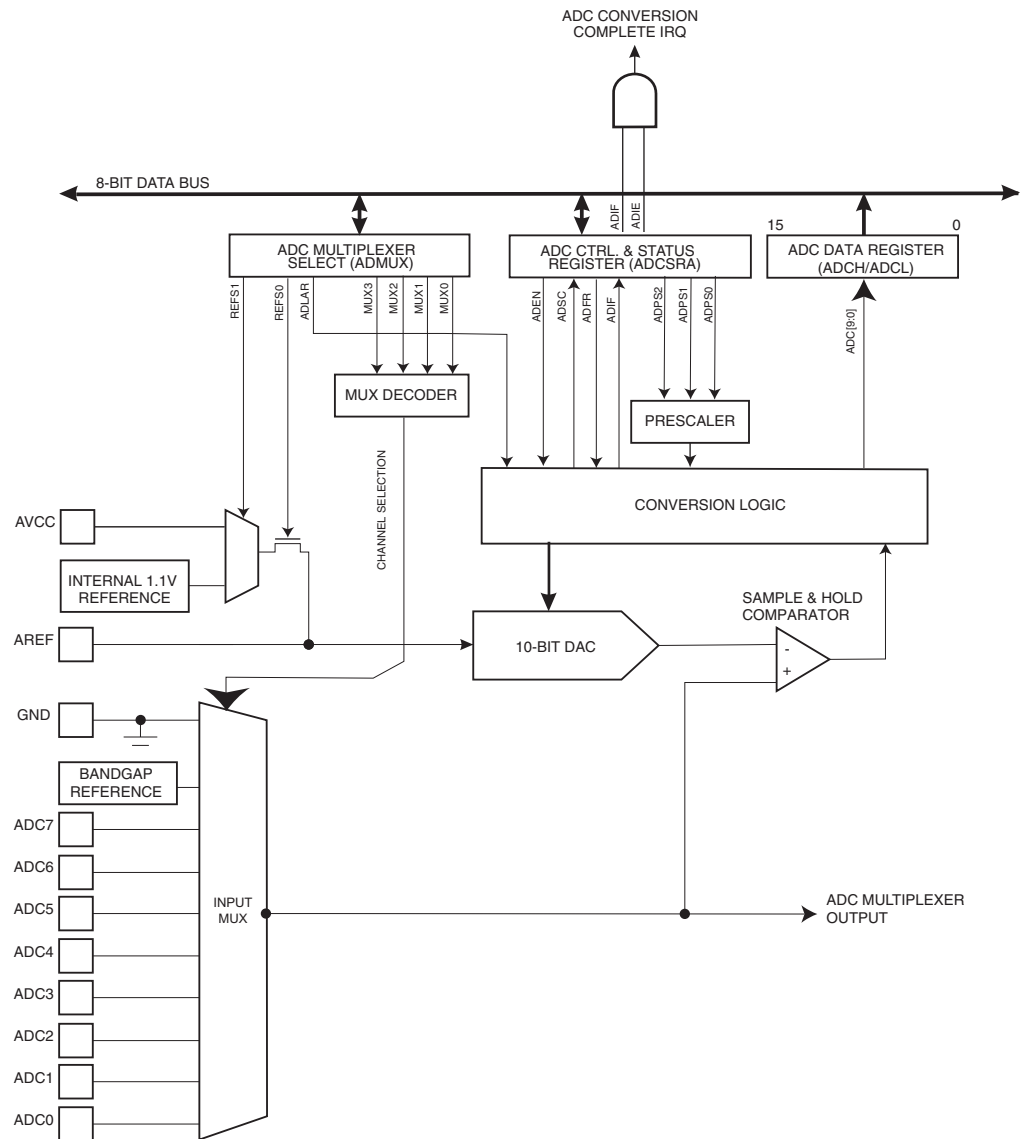 ADC CONVERSION
COMPLETE IRQ
8-BIT DATA BUS
ADIF
ADIE
15
0
ADC MULTIPLEXER
SELECT (ADMUX)
ADC CTRL. & STATUS
REGISTER (ADCSRA)
ADC DATA REGISTER
(ADCH/ADCL)
REFS1
REFS0
ADLAR
MUX3
MUX2
MUX1
MUX0
ADEN
ADSC
ADFR
ADIF
ADPS2
ADPS1
ADPS0
ADC[9:0]
MUX DECODER
PRESCALER
CHANNEL SELECTION
CONVERSION LOGIC
AVCC
INTERNAL 1.1V
REFERENCE
SAMPLE & HOLD
COMPARATOR
AREF
10-BIT DAC
-
+
GND
BANDGAP
REFERENCE
ADC7
ADC6
ADC5
INPUT
MUX
ADC MULTIPLEXER
OUTPUT
ADC4
ADC3
ADC2
ADC1
ADC0